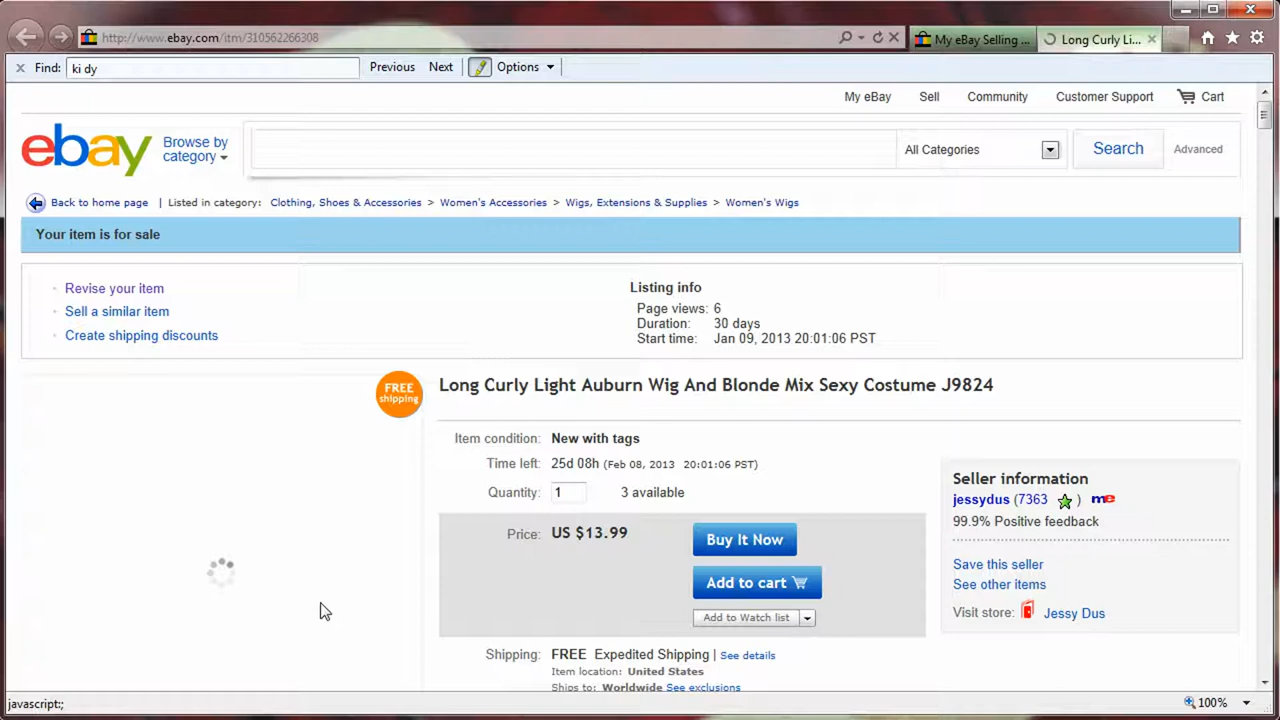 http://www.ebay.com/itm/310562266308
My eBay Selling ...
Long Curly Li...
Find: ki dy Previous Next Options
My eBay Sell Community Customer Support Cart
ebay Browse by category All Categories Search Advanced
Back to home page | Listed in category: Clothing, Shoes & Accessories > Women's Accessories > Wigs, Extensions & Supplies > Women's Wigs
Your item is for sale
Revise your item
Sell a similar item
Create shipping discounts
Listing info
Page views: 6
Duration: 30 days
Start time: Jan 09, 2013 20:01:06 PST
FREE shipping
Long Curly Light Auburn Wig And Blonde Mix Sexy Costume J9824
Item condition: New with tags
Time left: 25d 08h (Feb 08, 2013 20:01:06 PST)
Quantity: 1 3 available
Price: US $13.99 Buy It Now
Add to cart
Add to Watch list
Seller information
jessydus (7363 ) me
99.9% Positive feedback
Save this seller
See other items
Visit store: Jessy Dus
Shipping: FREE Expedited Shipping | See details
Item location: United States
Ships to: Worldwide See exclusions
javascript:;
100%